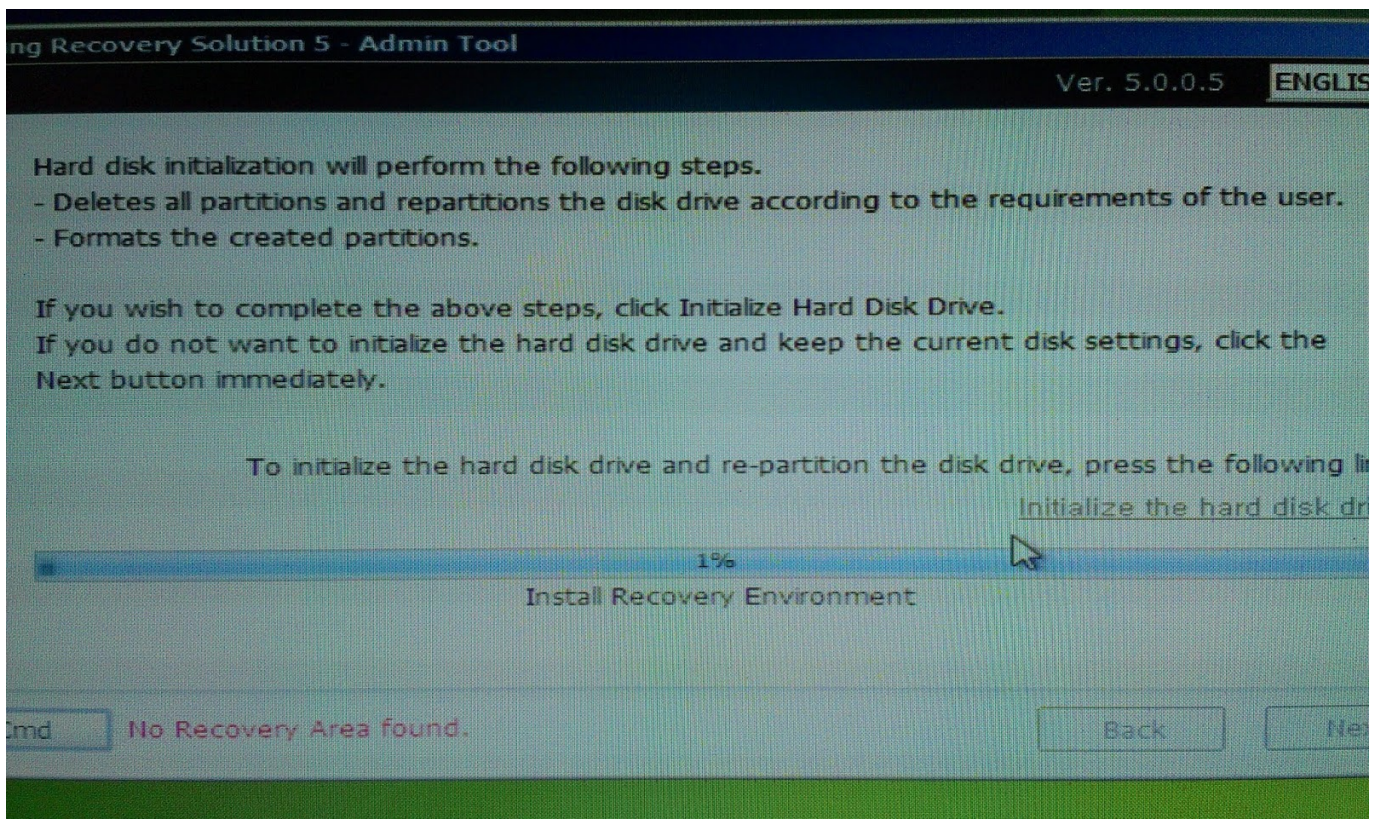 ng Recovery Solution 5 - Admin Tool
Ver. 5.0.0.5 ENGLIS
Hard disk initialization will perform the following steps.
- Deletes all partitions and repartitions the disk drive according to the requirements of the user.
- Formats the created partitions.
If you wish to complete the above steps, click Initialize Hard Disk Drive.
If you do not want to initialize the hard disk drive and keep the current disk settings, click the
Next button immediately.
To initialize the hard disk drive and re-partition the disk drive, press the following li
Initialize the hard disk dri
1%
Install Recovery Environment
Cmd No Recovery Area found. Back Nex